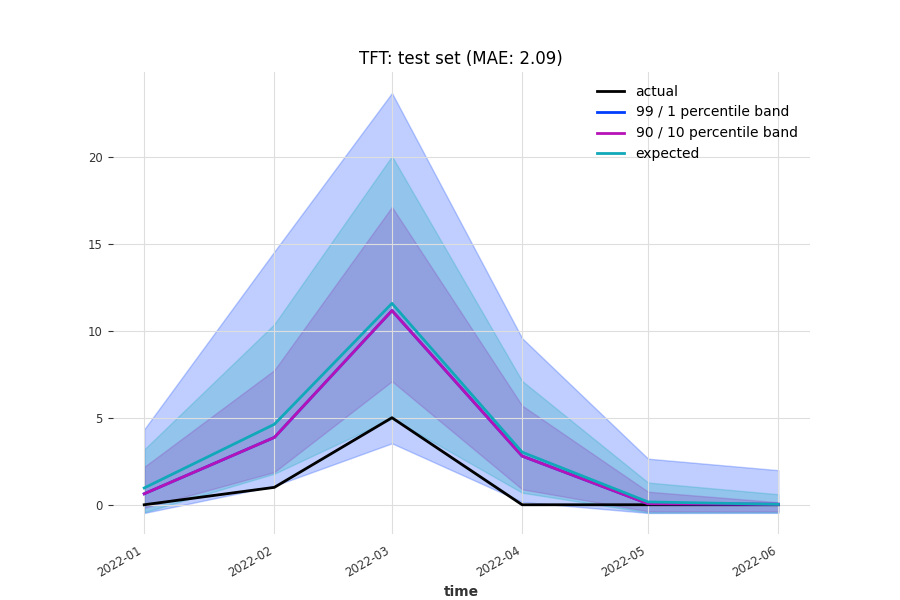 TFT: test set (MAE: 2.09)
actual
99 / 1 percentile band
90 / 10 percentile band
expected
20
15
10
5
0
2022-01
2022-02
2022-03
2022-04
2022-05
2022-06
time